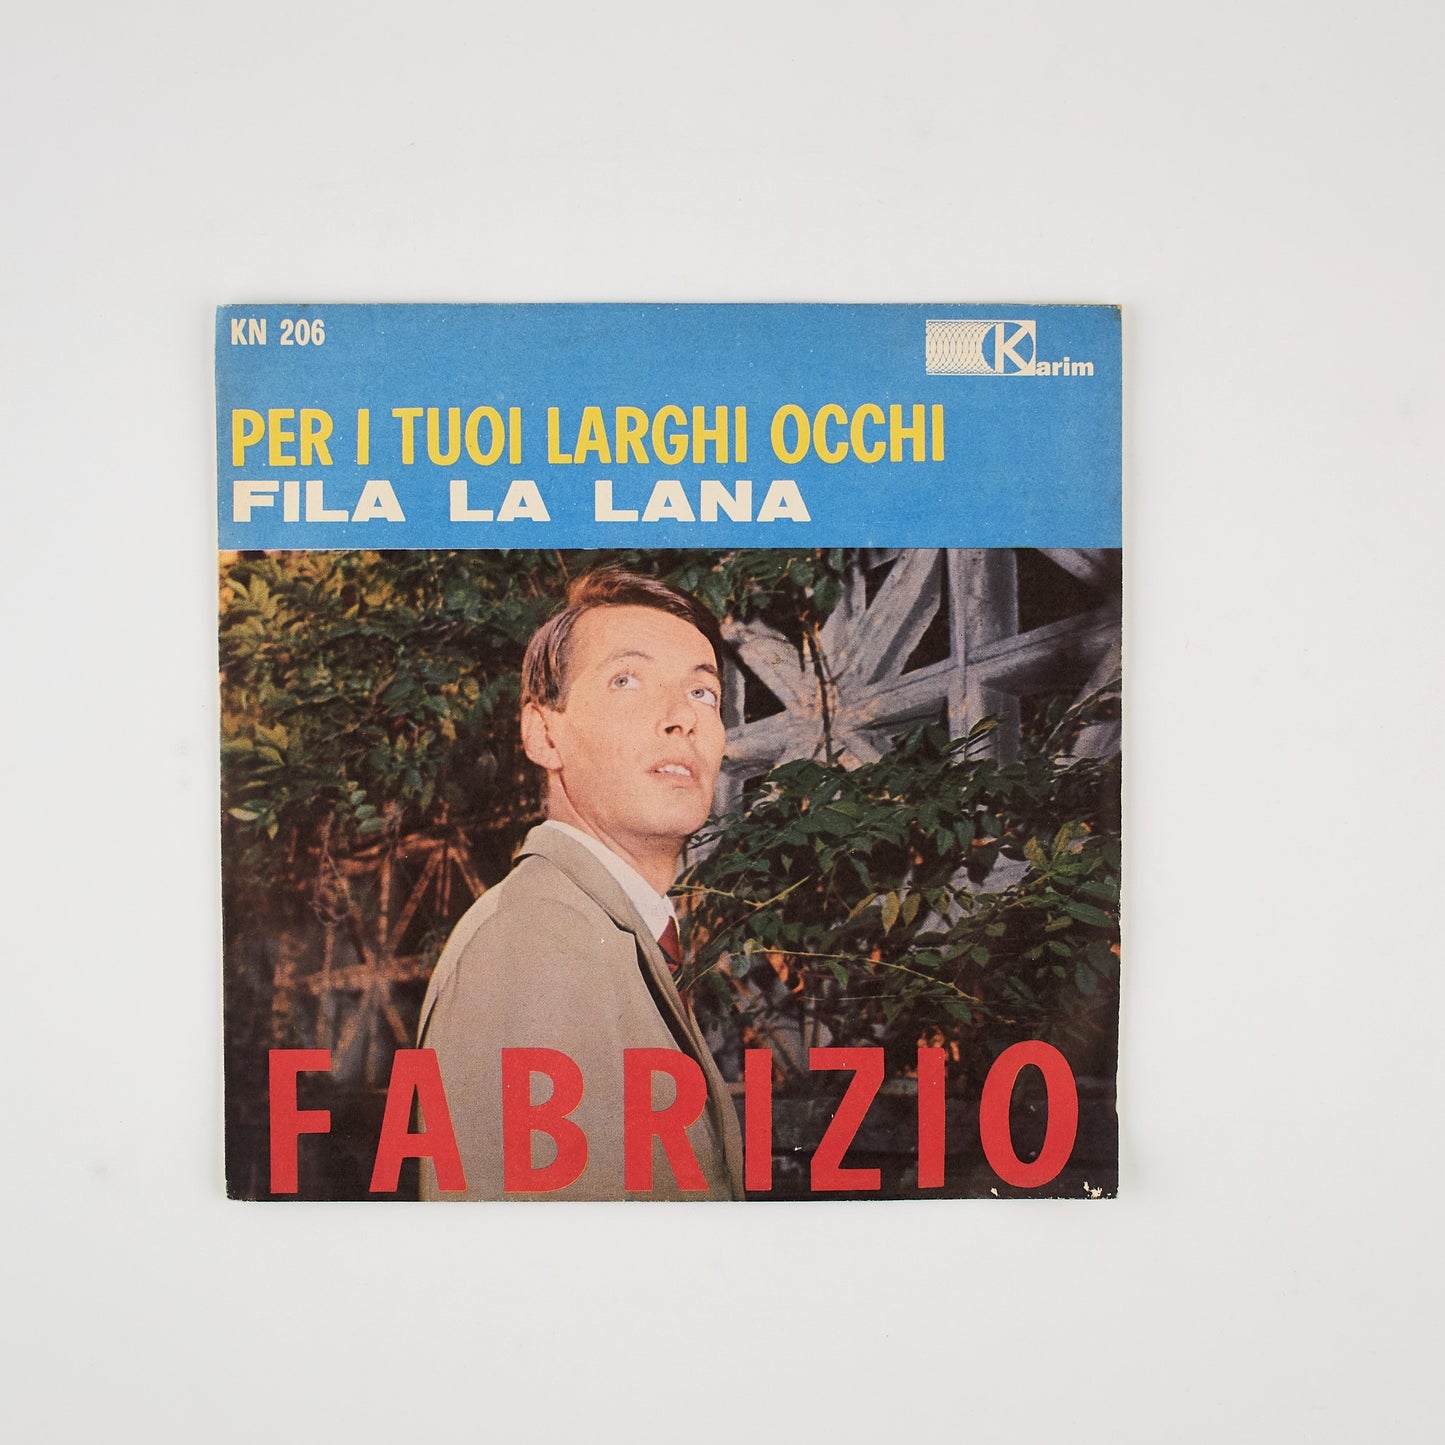 KN 206
Karim
PER I TUOI LARGHI OCCHI
FILA LA LANA
FABRIZIO